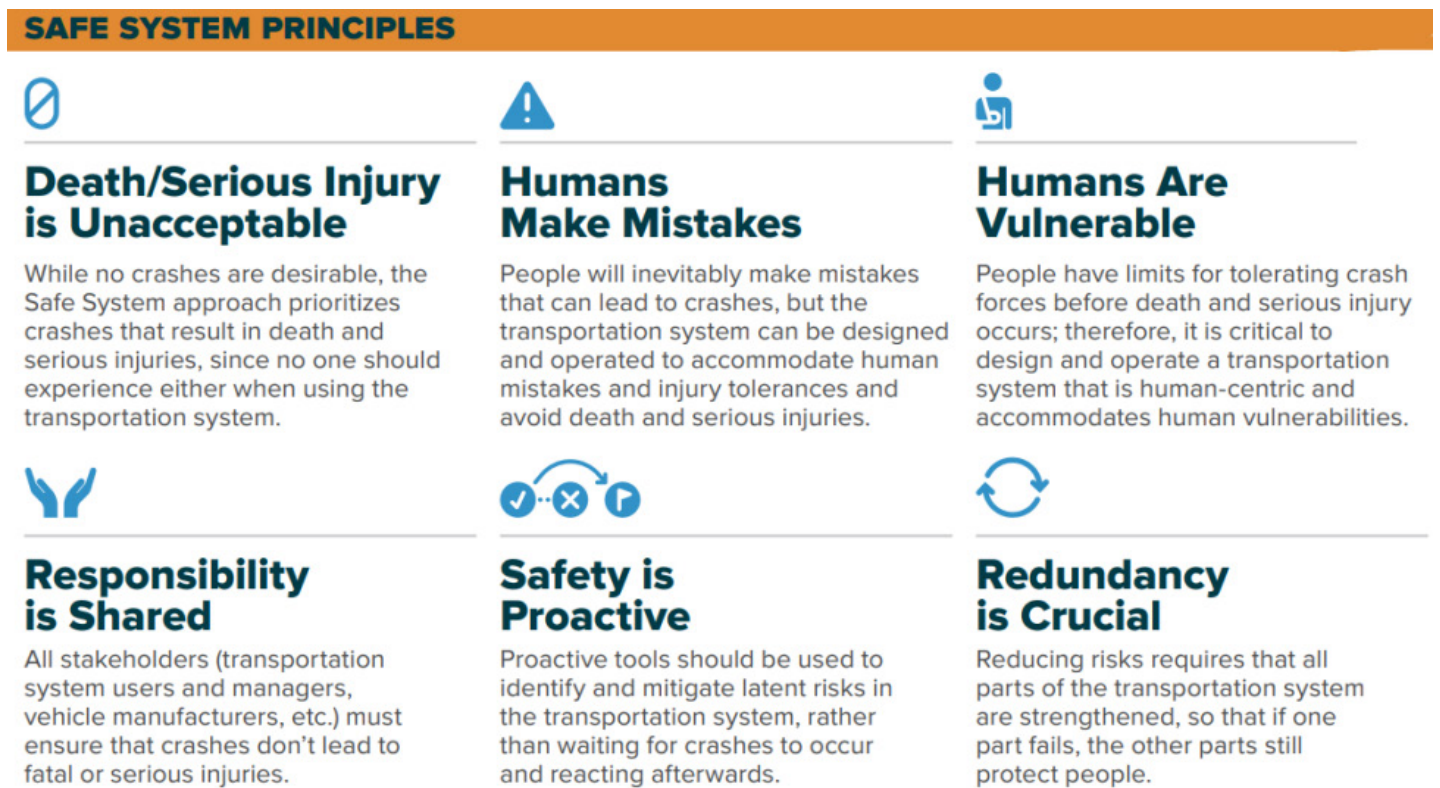 SAFE SYSTEM PRINCIPLES
Death/Serious Injury
is Unacceptable
While no crashes are desirable, the
Safe System approach prioritizes
crashes that result in death and
serious injuries, since no one should
experience either when using the
transportation system.
Humans
Make Mistakes
People will inevitably make mistakes
that can lead to crashes, but the
transportation system can be designed
and operated to accommodate human
mistakes and injury tolerances and
avoid death and serious injuries.
Humans Are
Vulnerable
People have limits for tolerating crash
forces before death and serious injury
occurs; therefore, it is critical to
design and operate a transportation
system that is human-centric and
accommodates human vulnerabilities.
Responsibility
is Shared
All stakeholders (transportation
system users and managers,
vehicle manufacturers, etc.) must
ensure that crashes don’t lead to
fatal or serious injuries.
Safety is
Proactive
Proactive tools should be used to
identify and mitigate latent risks in
the transportation system, rather
than waiting for crashes to occur
and reacting afterwards.
Redundancy
is Crucial
Reducing risks requires that all
parts of the transportation system
are strengthened, so that if one
part fails, the other parts still
protect people.